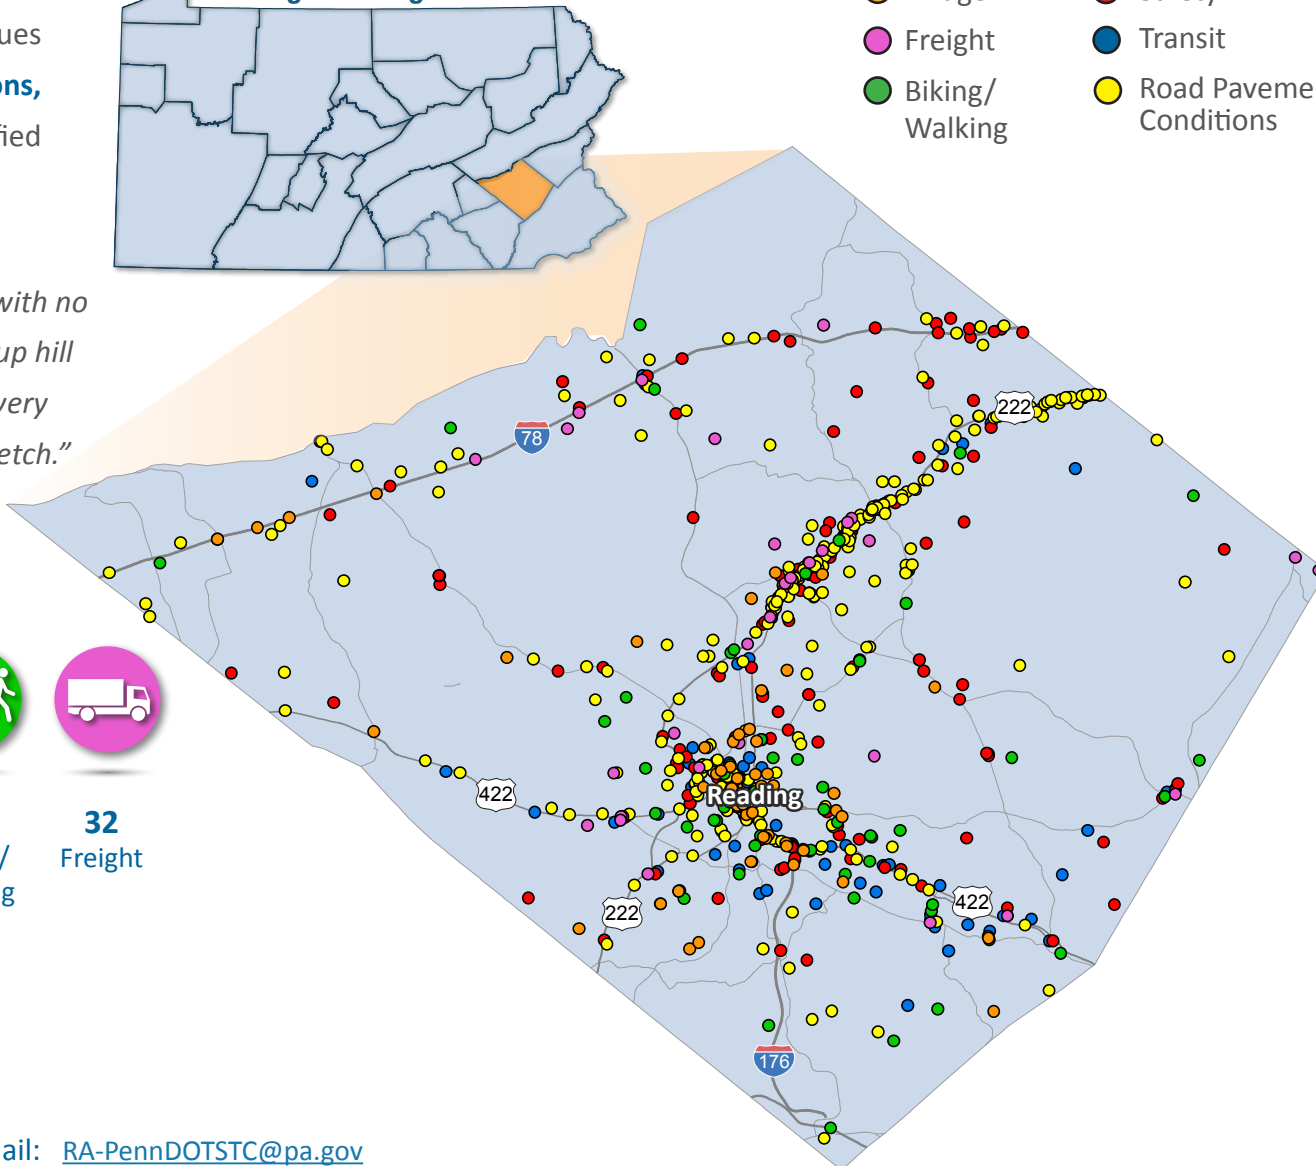 ues
ons,
fied
with no
up hill
very
etch.”
Freight
Transit
Biking/
Walking
Road Paveme
Conditions
78
222
422
Reading
422
222
176
32
Freight
/
g
ail: RA-PennDOTSTC@pa.gov